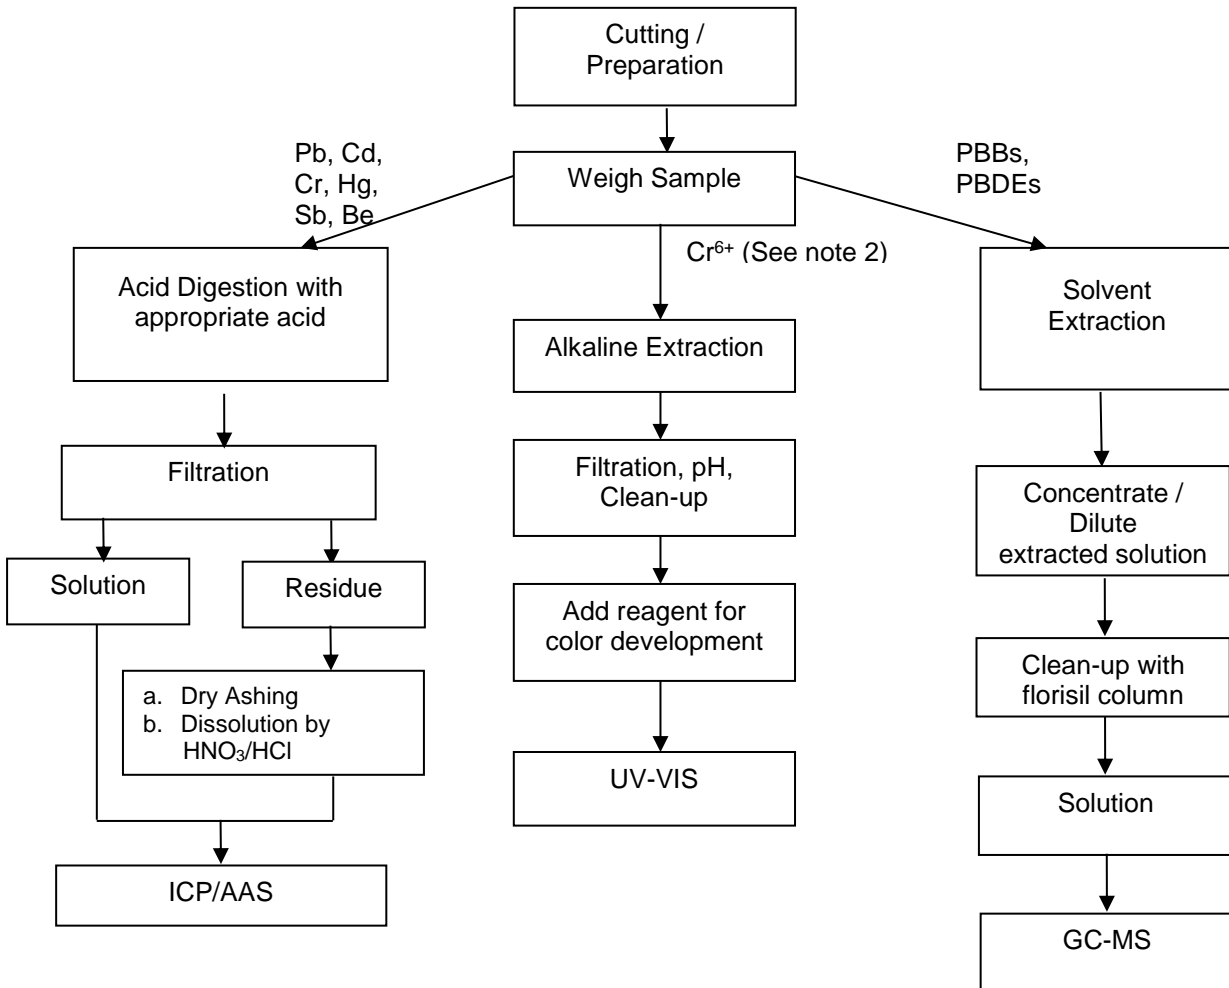 Cutting /
Preparation
Pb, Cd,
Cr, Hg,
Sb, Be
Weigh Sample
PBBs,
PBDEs
Cr⁶⁺ (See note 2)
Acid Digestion with
appropriate acid
Alkaline Extraction
Solvent
Extraction
Filtration
Filtration, pH,
Clean-up
Concentrate /
Dilute
extracted solution
Solution
Residue
Add reagent for
color development
Clean-up with
florisil column
a. Dry Ashing
b. Dissolution by
HNO₃/HCl
UV-VIS
Solution
ICP/AAS
GC-MS